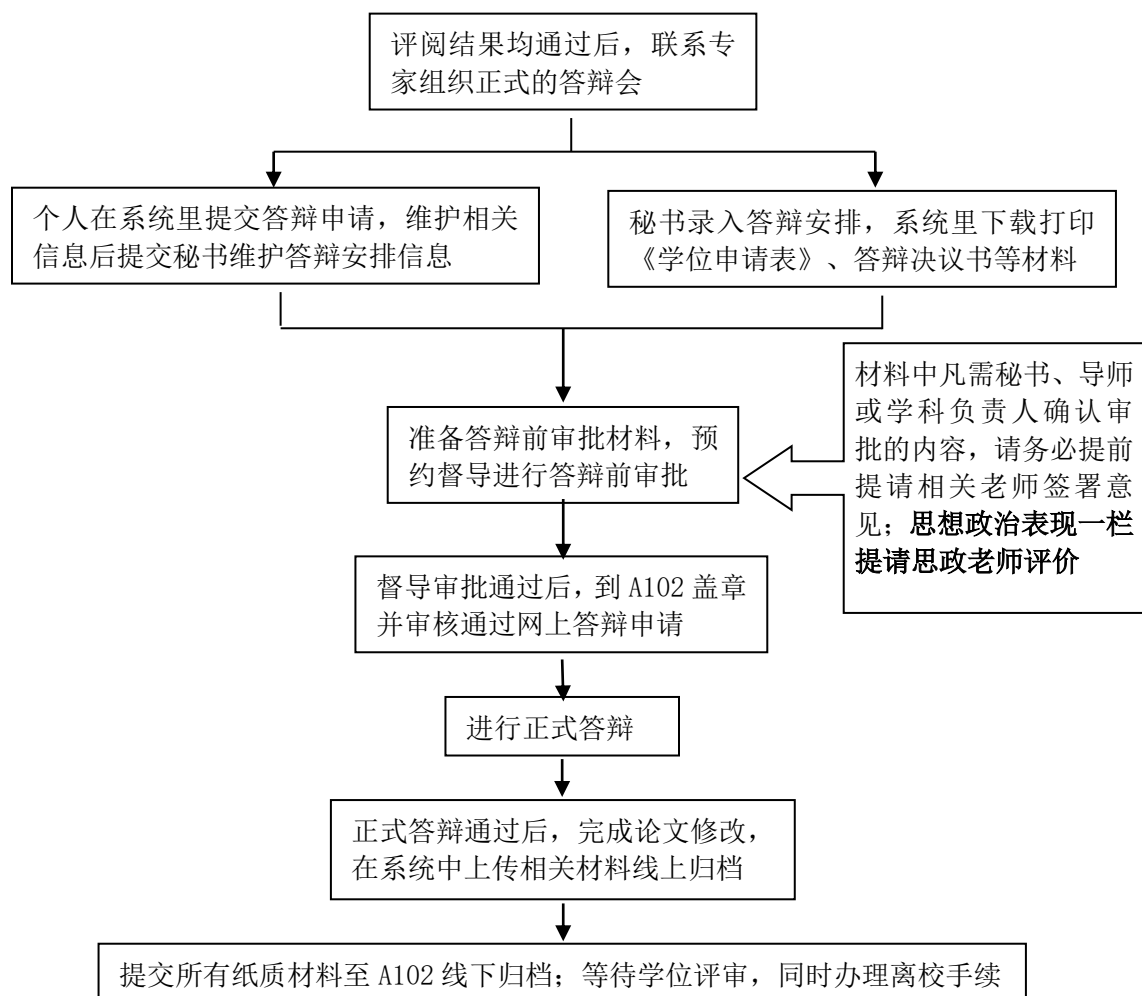 评阅结果均通过后，联系专
家组织正式的答辩会
个人在系统里提交答辩申请，维护相关
信息后提交秘书维护答辩安排信息
秘书录入答辩安排，系统里下载打印
《学位申请表》、答辩决议书等材料
材料中凡需秘书、导师
或学科负责人确认审
批的内容，请务必提前
提请相关老师签署意
见；思想政治表现一栏
提请思政老师评价
准备答辩前审批材料，预
约督导进行答辩前审批
督导审批通过后，到 A102 盖章
并审核通过网上答辩申请
进行正式答辩
正式答辩通过后，完成论文修改，
在系统中上传相关材料线上归档
提交所有纸质材料至 A102 线下归档；等待学位评审，同时办理离校手续